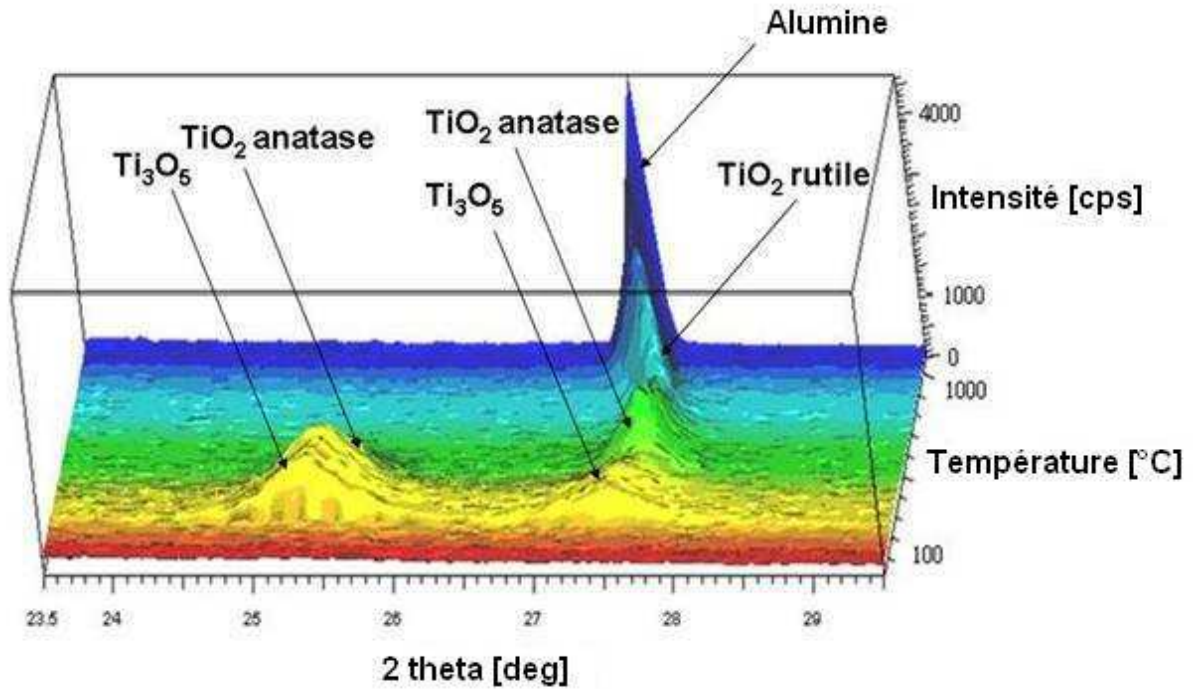 Alumine
4000
TiO₂ anatase
TiO₂ anatase
Ti₃O₅
TiO₂ rutile
Ti₃O₅
Intensité [cps]
1000
0
1000
Température [°C]
100
23.5 24 25 26 27 28 29
2 theta [deg]